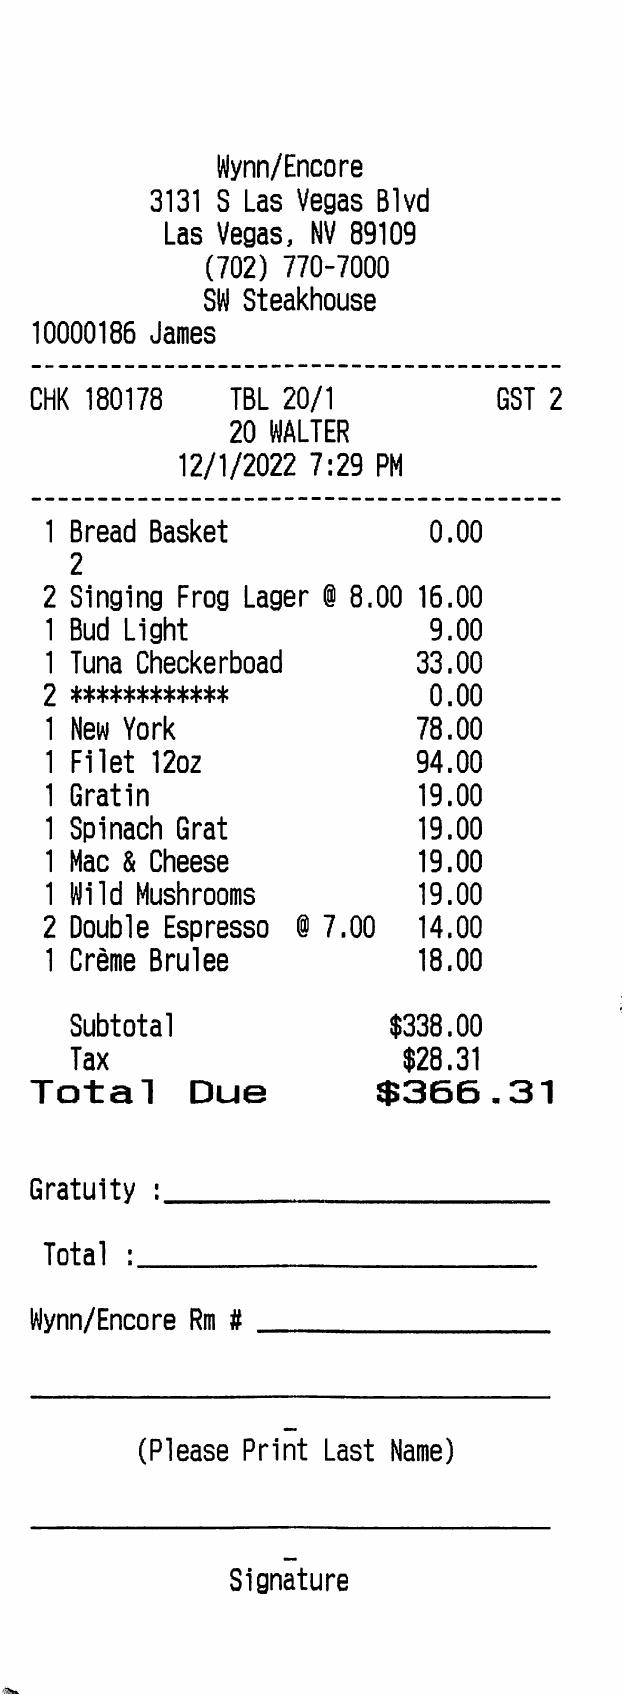 Wynn/Encore
3131 S Las Vegas Blvd
Las Vegas, NV 89109
(702) 770-7000
SW Steakhouse
10000186 James
----------------------------------------
CHK 180178 TBL 20/1 GST 2
20 WALTER
12/1/2022 7:29 PM
----------------------------------------
1 Bread Basket 0.00
2
2 Singing Frog Lager @ 8.00 16.00
1 Bud Light 9.00
1 Tuna Checkerboad 33.00
2 ************ 0.00
1 New York 78.00
1 Filet 12oz 94.00
1 Gratin 19.00
1 Spinach Grat 19.00
1 Mac & Cheese 19.00
1 Wild Mushrooms 19.00
2 Double Espresso @ 7.00 14.00
1 Crème Brulee 18.00
Subtotal $338.00
Tax $28.31
Total Due $366.31
Gratuity :_____________________________
Total :______________________________
Wynn/Encore Rm # ______________________
_______________________________________
(Please Print Last Name)
_______________________________________
Signature